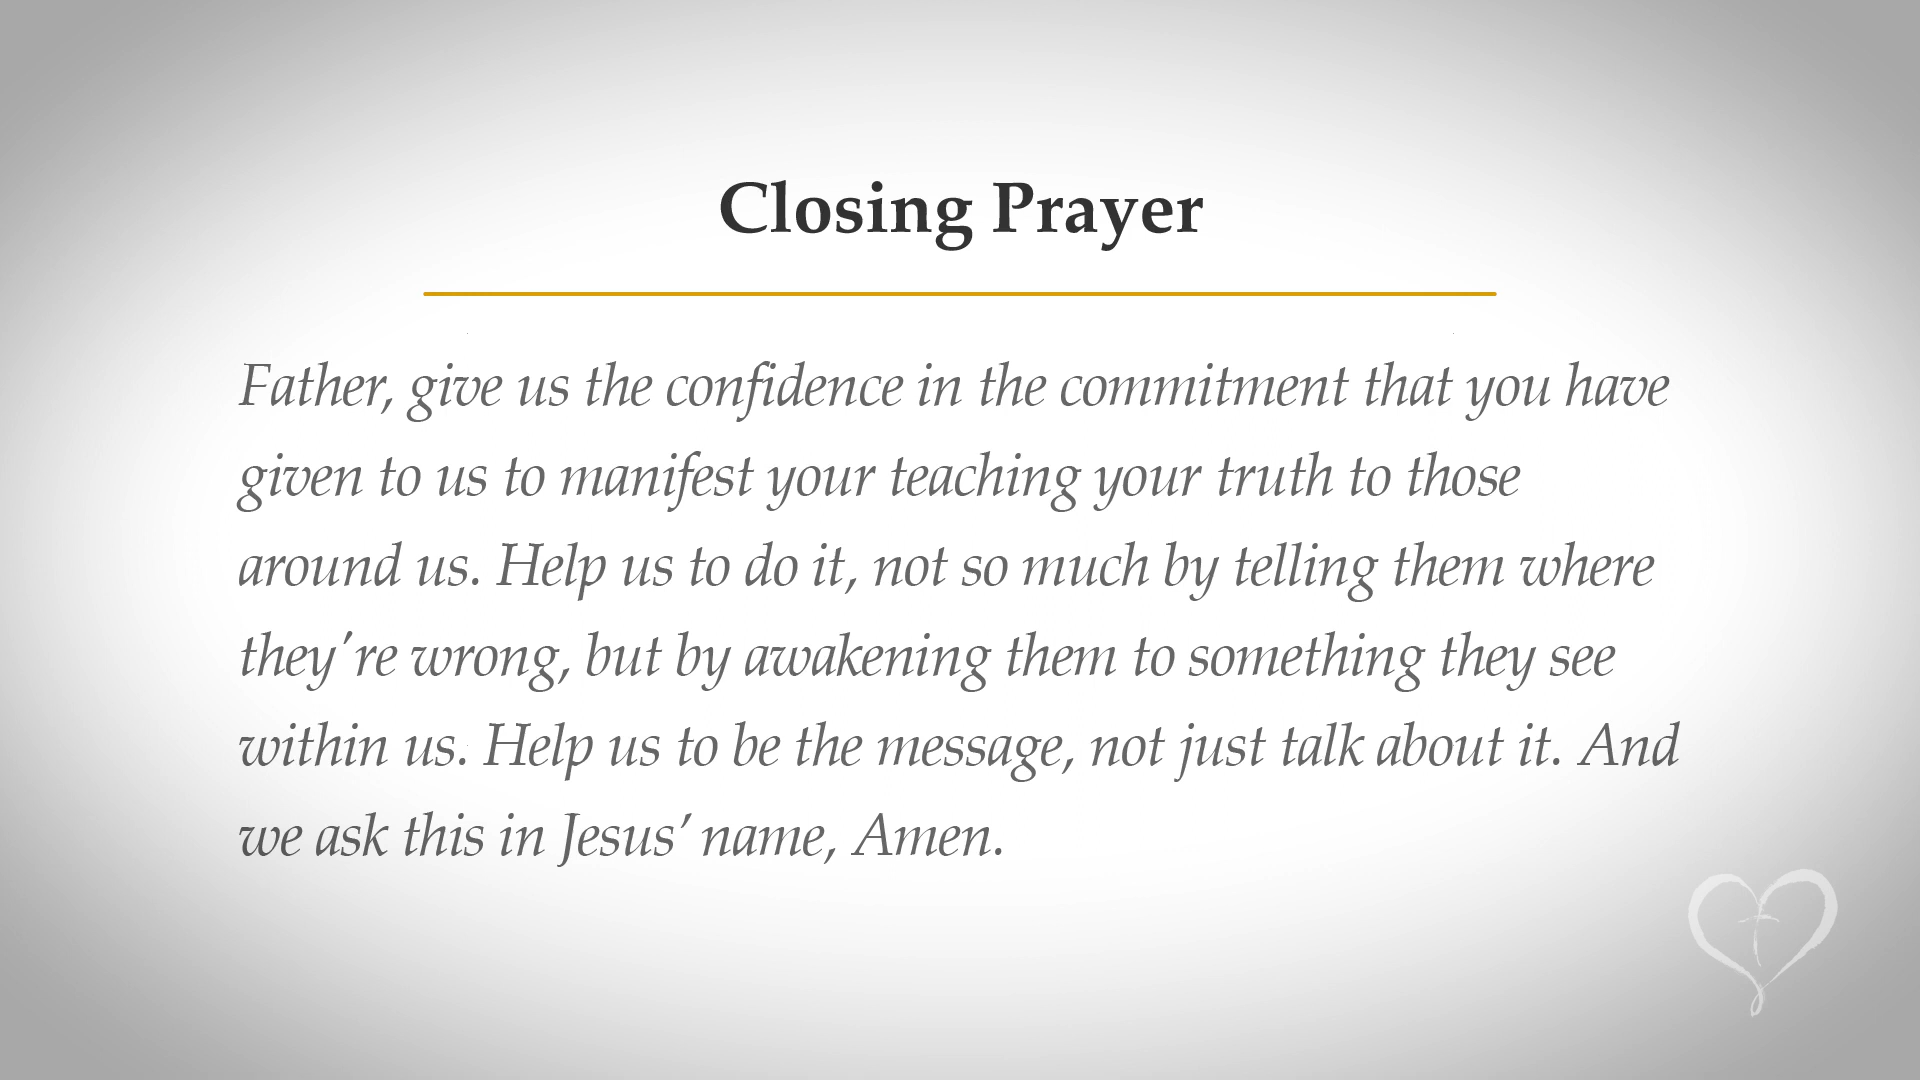 Closing Prayer
Father, give us the confidence in the commitment that you have
given to us to manifest your teaching your truth to those
around us. Help us to do it, not so much by telling them where
they’re wrong, but by awakening them to something they see
within us. Help us to be the message, not just talk about it. And
we ask this in Jesus’ name, Amen.